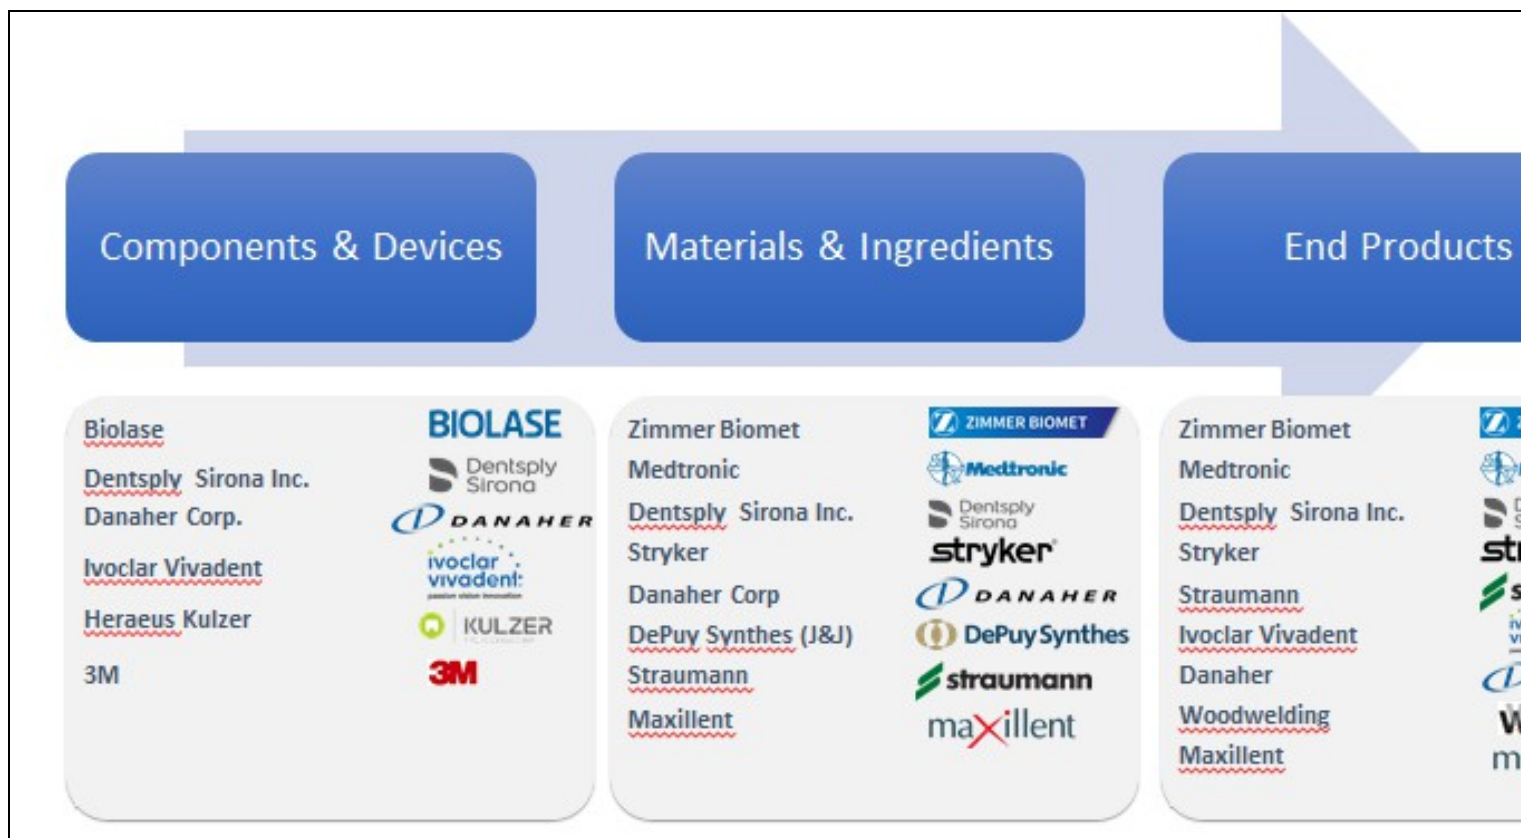 Components & Devices
Materials & Ingredients
End Products
Biolase
BIOLASE
Dentsply Sirona Inc.
Dentsply
Sirona
Danaher Corp.
DANAHER
Ivoclar Vivadent
ivoclar
vivadent:
passion vision innovation
Heraeus Kulzer
KULZER
3M
3M
Zimmer Biomet
ZIMMER BIOMET
Medtronic
Medtronic
Dentsply Sirona Inc.
Dentsply
Sirona
Stryker
stryker
Danaher Corp
DANAHER
DePuy Synthes (J&J)
DePuy Synthes
Straumann
straumann
Maxillent
maxillent
Zimmer Biomet
Medtronic
Dentsply Sirona Inc.
Stryker
Straumann
Ivoclar Vivadent
Danaher
Woodwelding
Maxillent